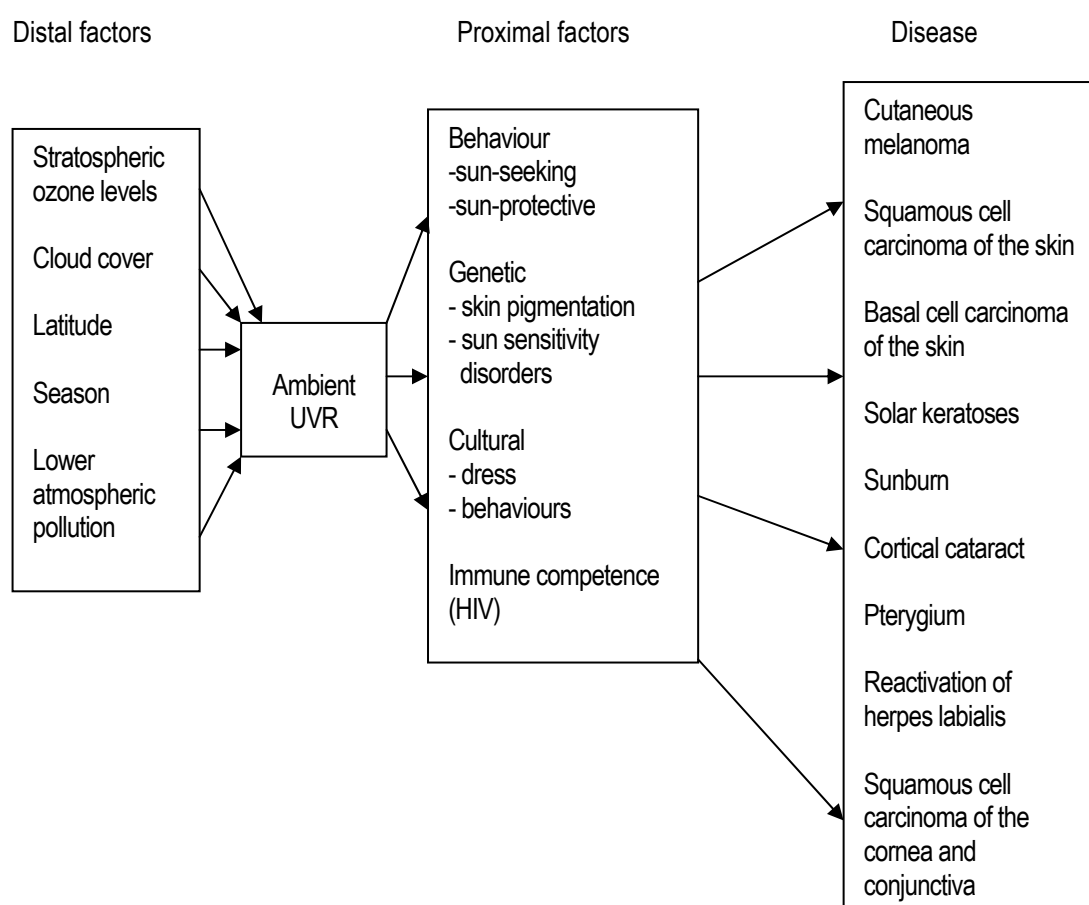 Distal factors
Proximal factors
Disease
Stratospheric
ozone levels
Cloud cover
Latitude
Season
Lower
atmospheric
pollution
Ambient
UVR
Behaviour
-sun-seeking
-sun-protective
Genetic
- skin pigmentation
- sun sensitivity
disorders
Cultural
- dress
- behaviours
Immune competence
(HIV)
Cutaneous
melanoma
Squamous cell
carcinoma of the skin
Basal cell carcinoma
of the skin
Solar keratoses
Sunburn
Cortical cataract
Pterygium
Reactivation of
herpes labialis
Squamous cell
carcinoma of the
cornea and
conjunctiva